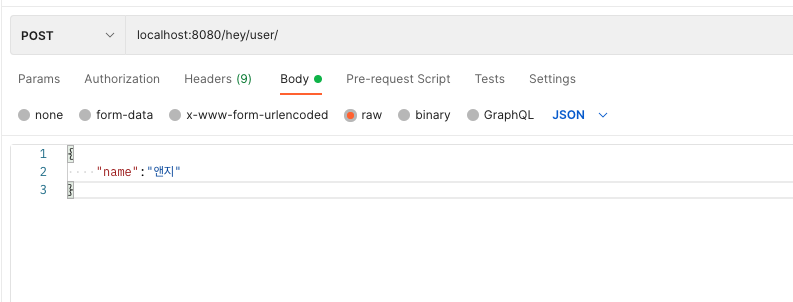 POST localhost:8080/hey/user/
Params Authorization Headers (9) Body Pre-request Script Tests Settings
none form-data x-www-form-urlencoded raw binary GraphQL JSON
1 {
2 ····"name":"앤지"
3 }